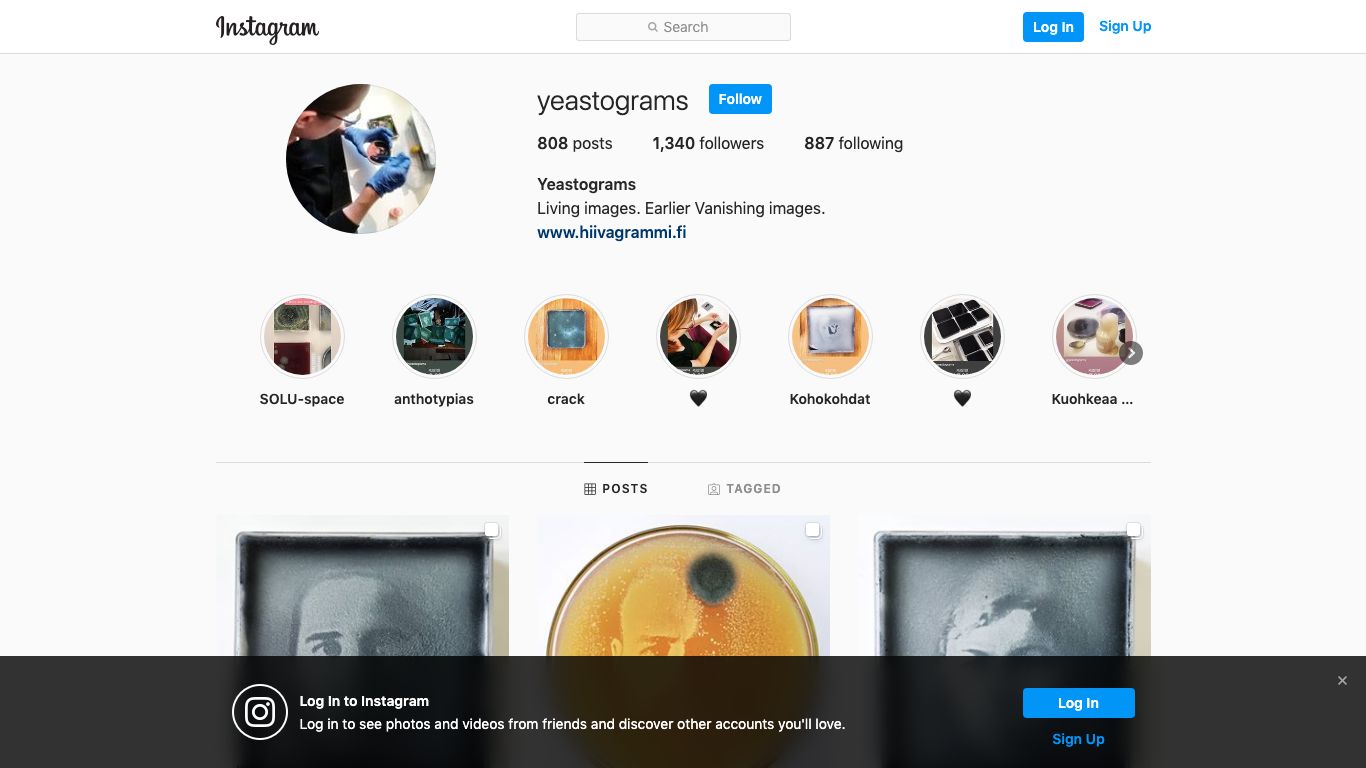 Instagram
Search
Log In
Sign Up
yeastograms
Follow
808 posts
1,340 followers
887 following
Yeastograms
Living images. Earlier Vanishing images.
www.hiivagrammi.fi
SOLU-space
anthotypias
crack
🖤
Kohokohdat
🖤
Kuohkeaa ...
POSTS
TAGGED
Log In to Instagram
Log in to see photos and videos from friends and discover other accounts you'll love.
Log In
Sign Up